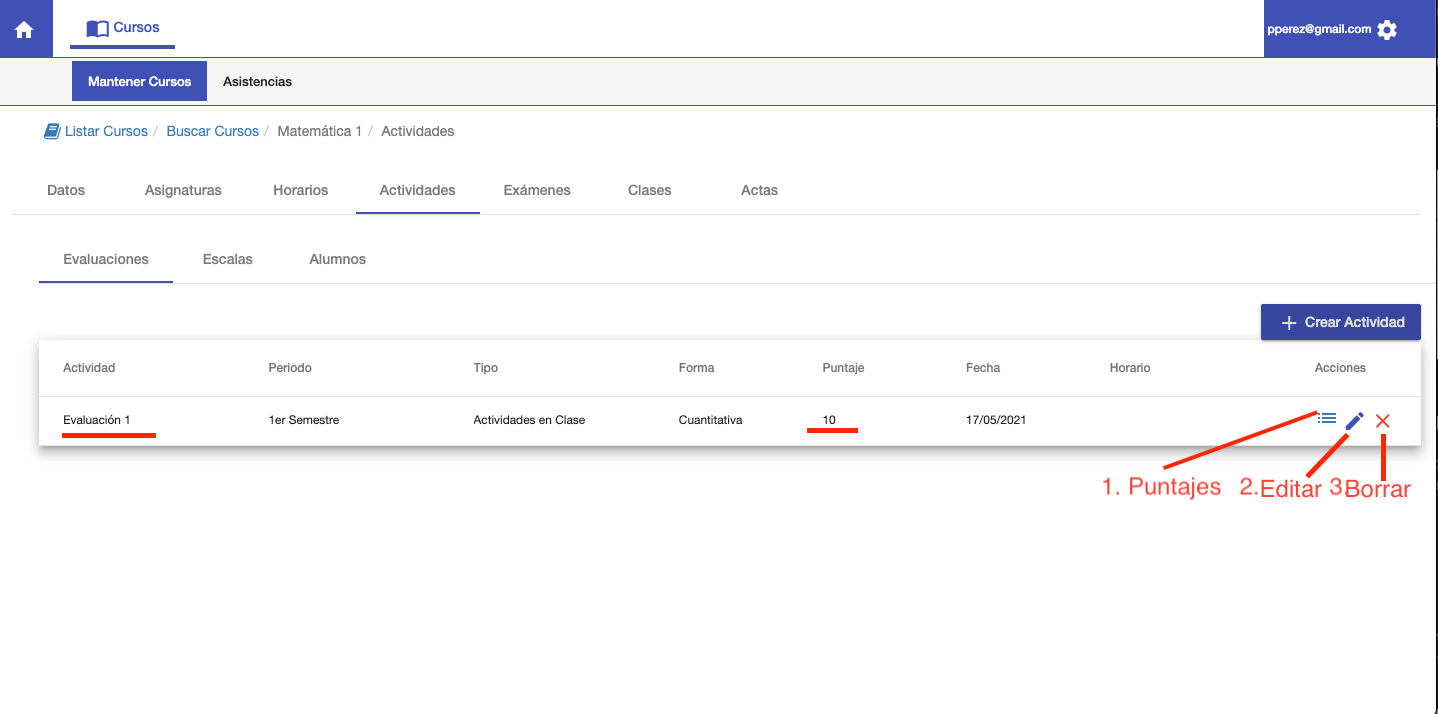 Cursos
pperez@gmail.com
Mantener Cursos Asistencias
Listar Cursos / Buscar Cursos / Matemática 1 / Actividades
Datos Asignaturas Horarios Actividades Exámenes Clases Actas
Evaluaciones Escalas Alumnos
Crear Actividad
Actividad Periodo Tipo Forma Puntaje Fecha Horario Acciones
Evaluación 1 1er Semestre Actividades en Clase Cuantitativa 10 17/05/2021
1. Puntajes 2.Editar 3.Borrar